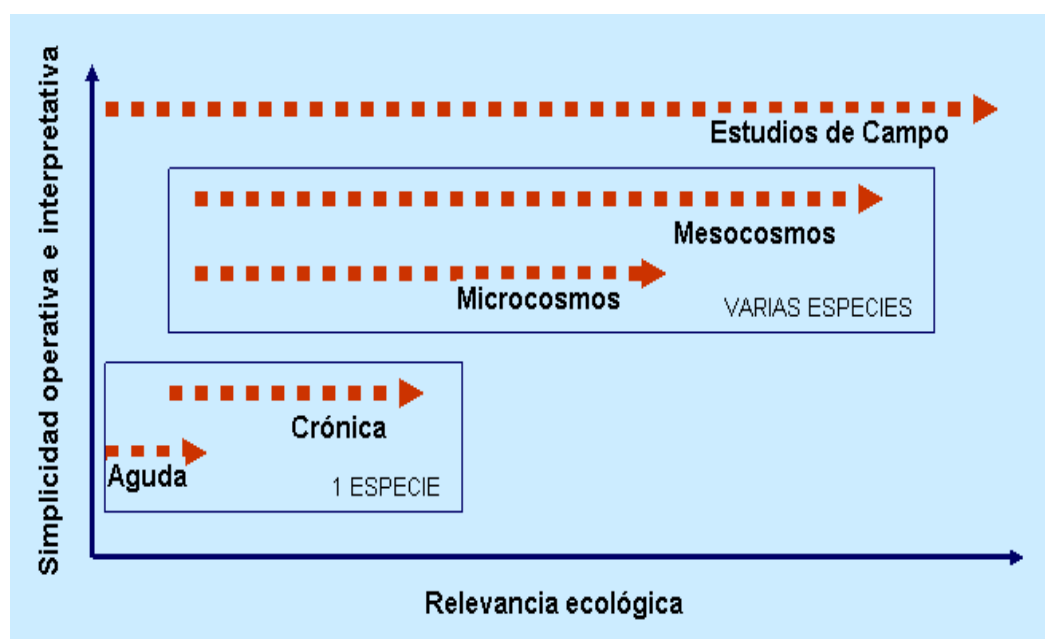 Simplicidad operativa e interpretativa
Estudios de Campo
Mesocosmos
Microcosmos
VARIAS ESPECIES
Crónica
Aguda
1 ESPECIE
Relevancia ecológica